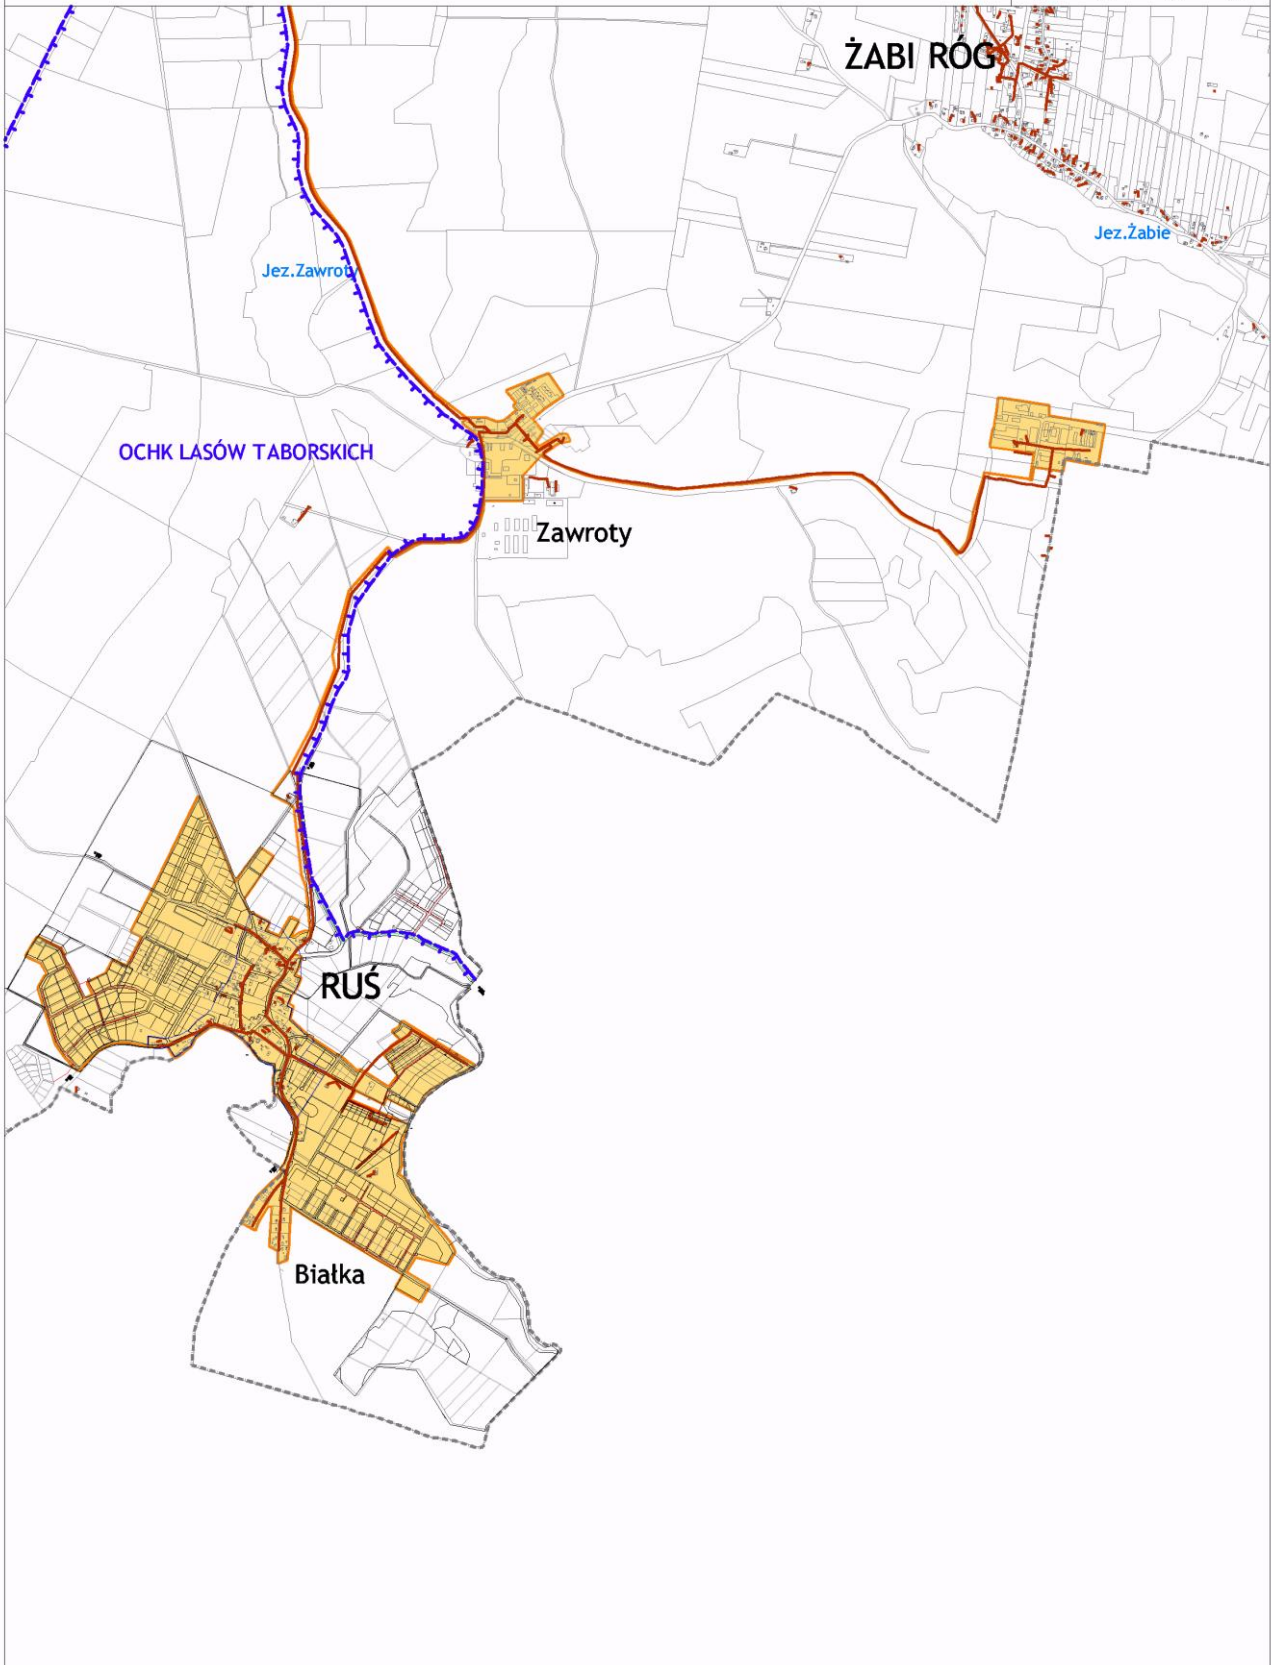 ŻABI RÓG
Jez.Żabie
Jez.Zawroty
OCHK LASÓW TABORSKICH
Zawroty
RUŚ
Białka